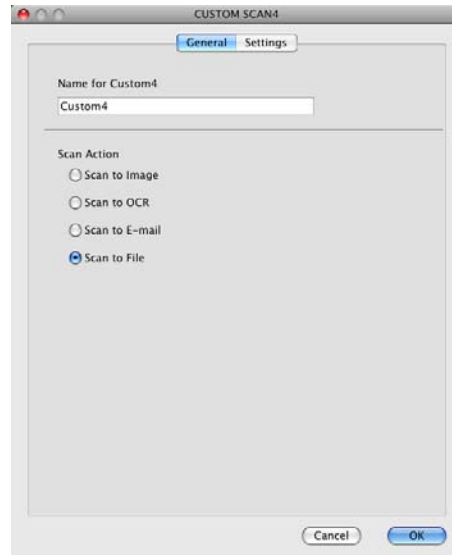 CUSTOM SCAN4
General Settings
Name for Custom4
Custom4
Scan Action
Scan to Image
Scan to OCR
Scan to E-mail
Scan to File
Cancel OK